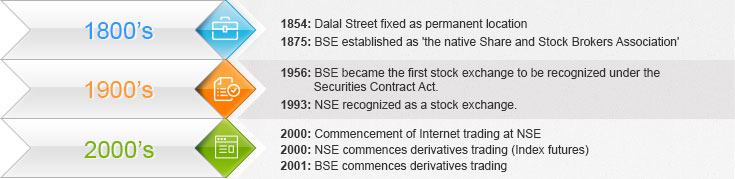 1800's
1854: Dalal Street fixed as permanent location
1875: BSE established as 'the native Share and Stock Brokers Association'
1900's
1956: BSE became the first stock exchange to be recognized under the
Securities Contract Act.
1993: NSE recognized as a stock exchange.
2000's
2000: Commencement of Internet trading at NSE
2000: NSE commences derivatives trading (Index futures)
2001: BSE commences derivatives trading